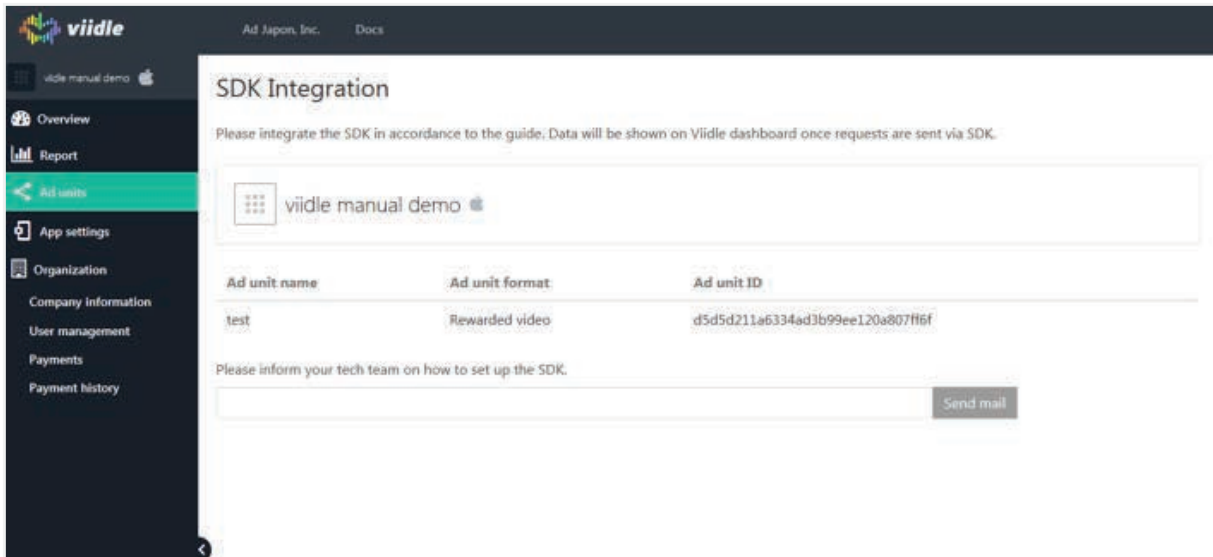 viidle
Ad Japon, Inc. Docs
viidle manual demo
Overview
Report
Ad units
App settings
Organization
Company information
User management
Payments
Payment history
SDK Integration
Please integrate the SDK in accordance to the guide. Data will be shown on Viidle dashboard once requests are sent via SDK.
viidle manual demo
Ad unit name Ad unit format Ad unit ID
test Rewarded video d5d5d211a6334ad3b99ee120a807ff6f
Please inform your tech team on how to set up the SDK.
Send mail